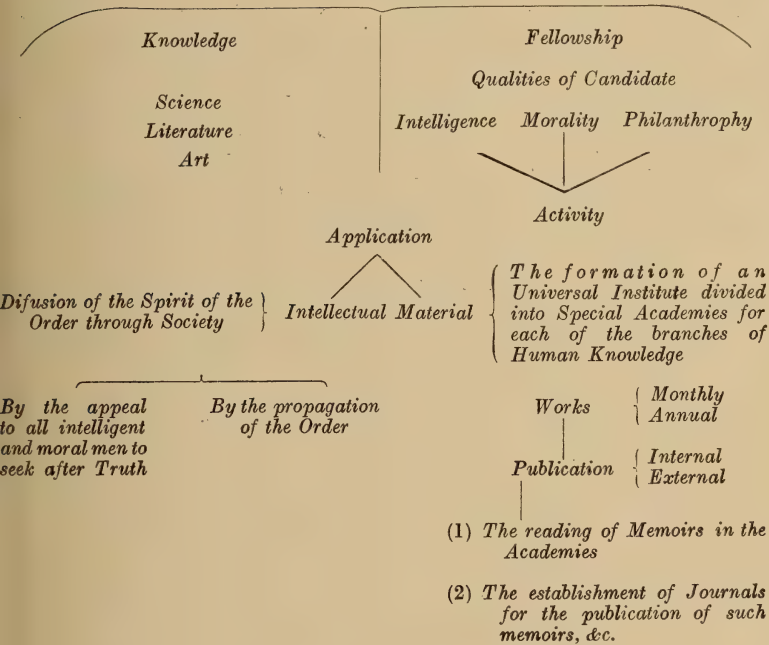 Knowledge
Fellowship
Qualities of Candidate
Science
Literature
Art
Intelligence Morality Philanthrophy
Activity
Application
Difusion of the Spirit of the
Order through Society
Intellectual Material
The formation of an
Universal Institute divided
into Special Academies for
each of the branches of
Human Knowledge
By the appeal
to all intelligent
and moral men to
seek after Truth
By the propagation
of the Order
Works
Monthly
Annual
Publication
Internal
External
(1) The reading of Memoirs in the
Academies
(2) The establishment of Journals
for the publication of such
memoirs, &c.